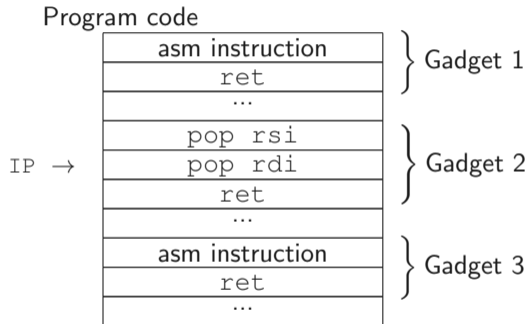 Program code
asm instruction
ret
Gadget 1
...
pop rsi
IP → pop rdi
Gadget 2
ret
...
asm instruction
ret
Gadget 3
...